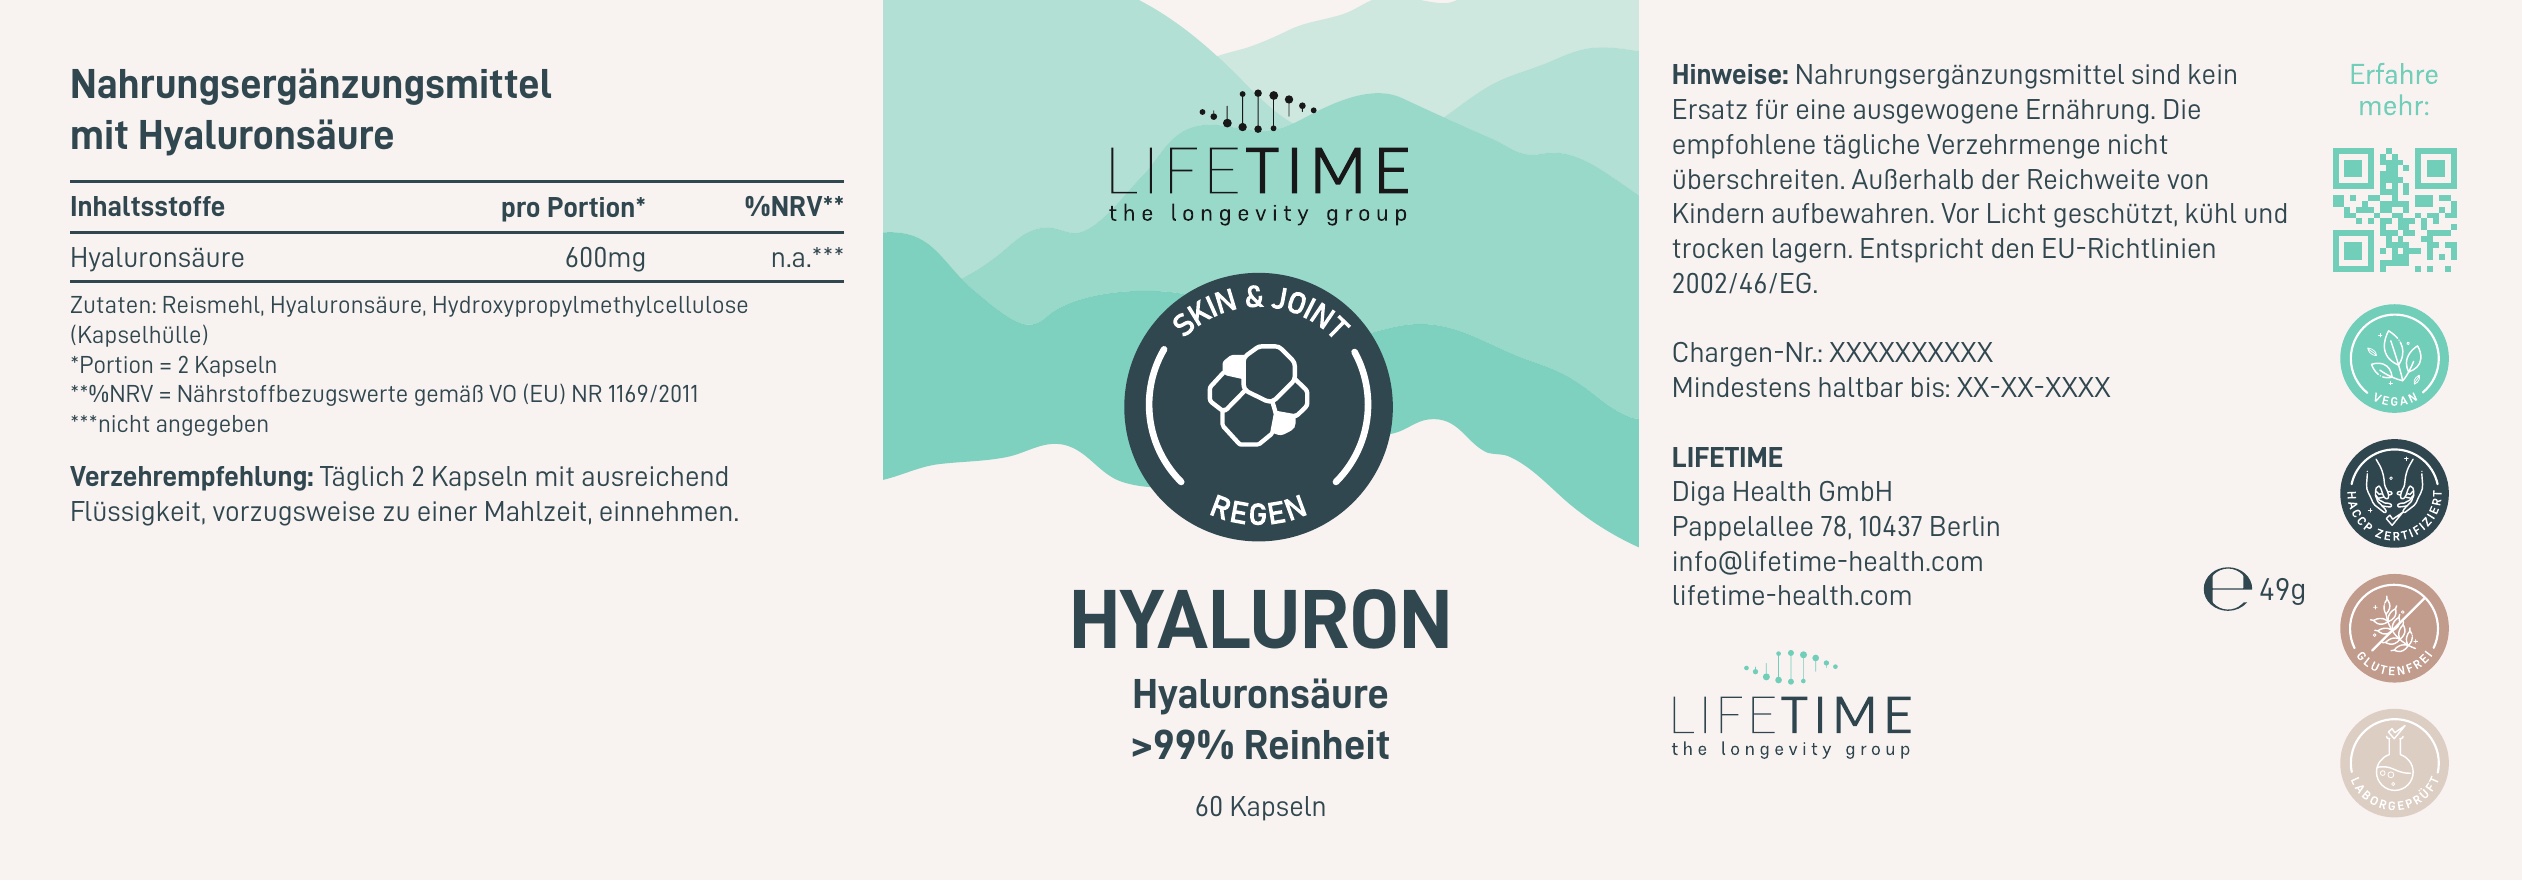 Nahrungsergänzungsmittel
mit Hyaluronsäure
Inhaltsstoffe pro Portion* %NRV**
Hyaluronsäure 600mg n.a.***
Zutaten: Reismehl, Hyaluronsäure, Hydroxypropylmethylcellulose
(Kapselhülle)
*Portion = 2 Kapseln
**%NRV = Nährstoffbezugswerte gemäß VO (EU) NR 1169/2011
***nicht angegeben
Verzehrempfehlung: Täglich 2 Kapseln mit ausreichend
Flüssigkeit, vorzugsweise zu einer Mahlzeit, einnehmen.
LIFETIME
the longevity group
SKIN & JOINT
REGEN
HYALURON
Hyaluronsäure
>99% Reinheit
60 Kapseln
Hinweise: Nahrungsergänzungsmittel sind kein
Ersatz für eine ausgewogene Ernährung. Die
empfohlene tägliche Verzehrmenge nicht
überschreiten. Außerhalb der Reichweite von
Kindern aufbewahren. Vor Licht geschützt, kühl und
trocken lagern. Entspricht den EU-Richtlinien
2002/46/EG.
Chargen-Nr.: XXXXXXXXXX
Mindestens haltbar bis: XX-XX-XXXX
LIFETIME
Diga Health GmbH
Pappelallee 78, 10437 Berlin
info@lifetime-health.com
lifetime-health.com
℮ 49g
LIFETIME
the longevity group
Erfahre
mehr:
VEGAN
HACCP ZERTIFIZIERT
GLUTENFREI
LABORGEPRÜFT